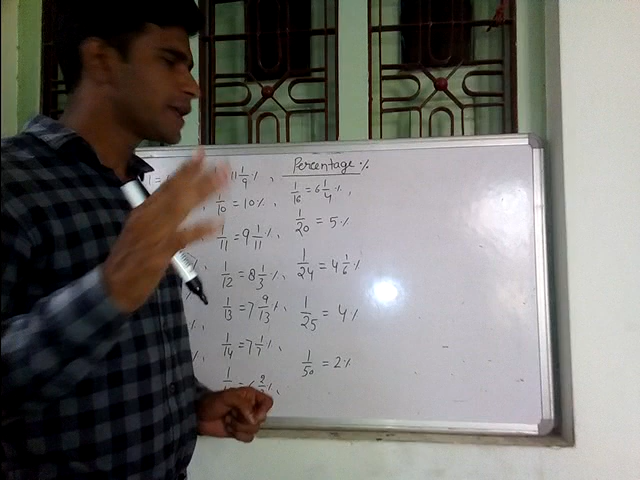 Percentage %
11 1/9 %,
1/10 = 10%,
1/11 = 9 1/11 %,
1/12 = 8 1/3 %,
1/13 = 7 9/13 %,
1/14 = 7 1/7 %,
1/16 = 6 1/4 %,
1/20 = 5%
1/24 = 4 1/6 %
1/25 = 4%
1/50 = 2%